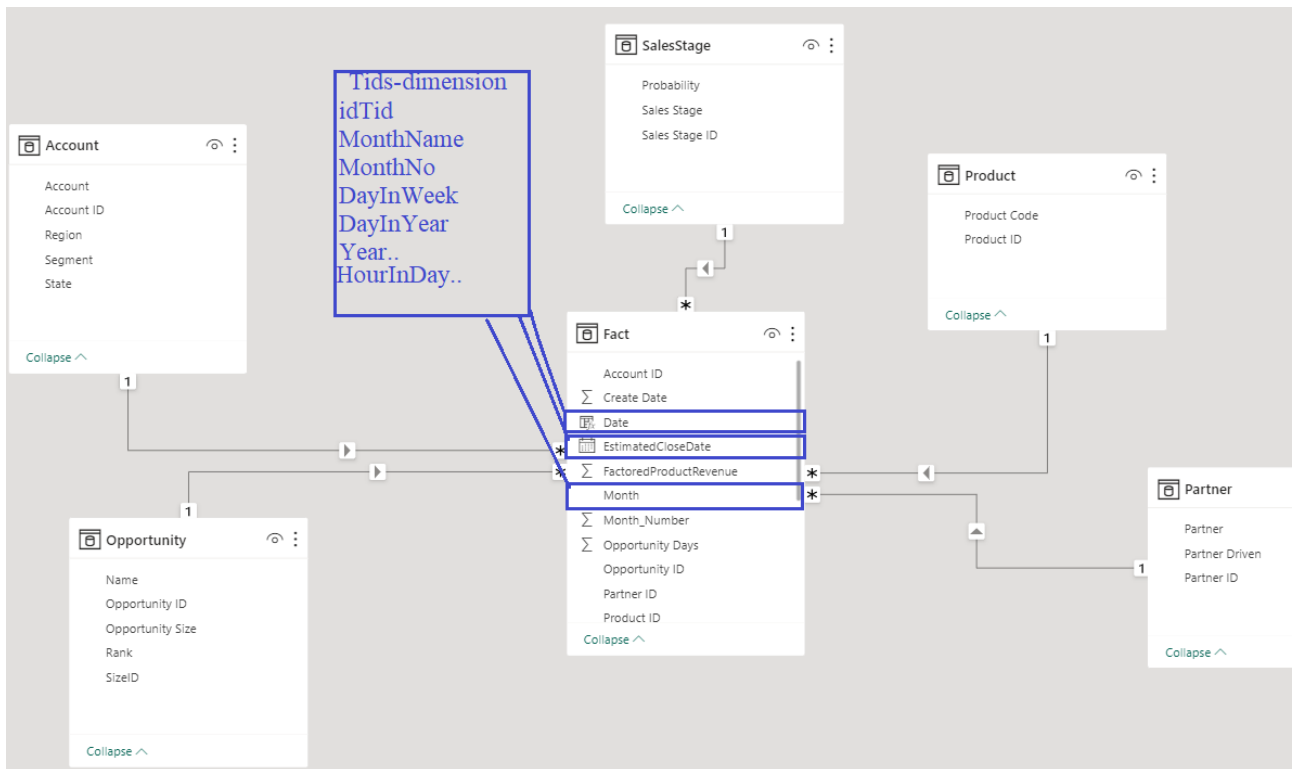 SalesStage
Probability
Sales Stage
Sales Stage ID
Collapse
1
*
Tids-dimension
idTid
MonthName
MonthNo
DayInWeek
DayInYear
Year..
HourInDay..
Account
Account
Account ID
Region
Segment
State
Collapse
1
*
Product
Product Code
Product ID
Collapse
1
*
Fact
Account ID
Σ Create Date
Date
EstimatedCloseDate
Σ FactoredProductRevenue
Month
Σ Month_Number
Σ Opportunity Days
Opportunity ID
Partner ID
Product ID
Collapse
1
*
Opportunity
Name
Opportunity ID
Opportunity Size
Rank
SizeID
Collapse
*
1
Partner
Partner
Partner Driven
Partner ID
Collapse